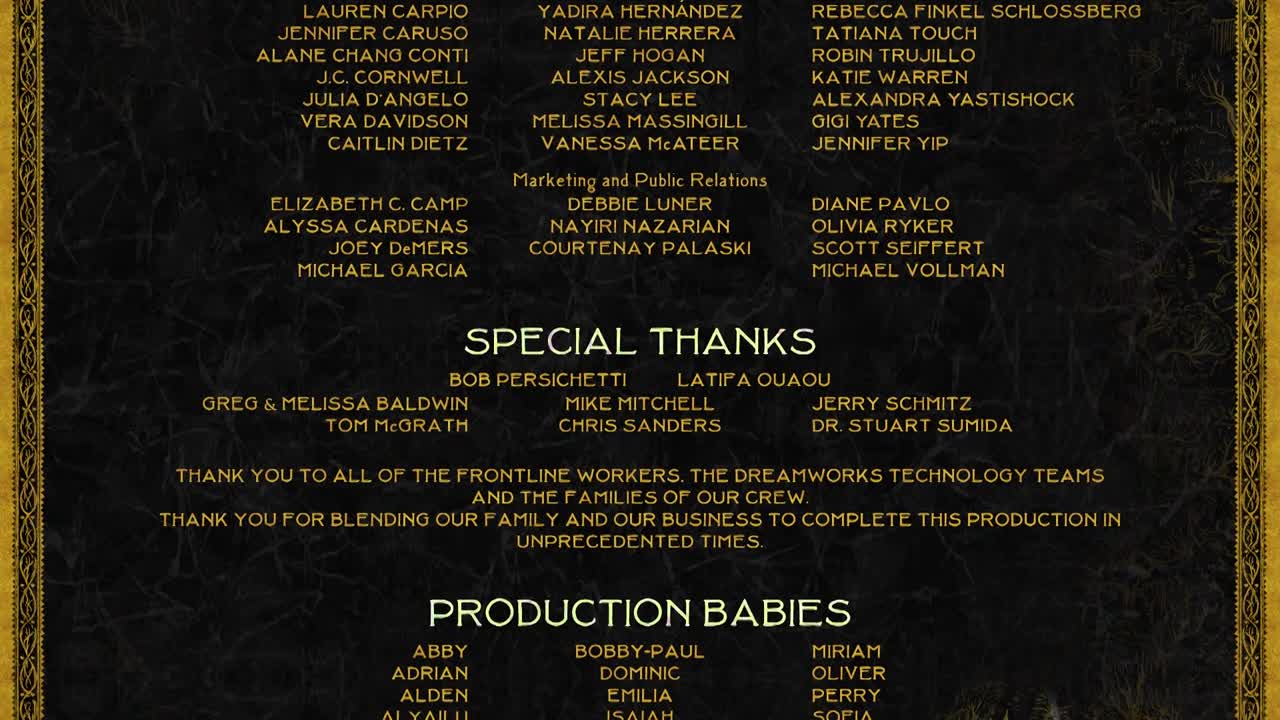 LAUREN CARPIO YADIRA HERNÁNDEZ REBECCA FINKEL SCHLOSSBERG
JENNIFER CARUSO NATALIE HERRERA TATIANA TOUCH
ALANE CHANG CONTI JEFF HOGAN ROBIN TRUJILLO
J.C. CORNWELL ALEXIS JACKSON KATIE WARREN
JULIA D'ANGELO STACY LEE ALEXANDRA YASTISHOCK
VERA DAVIDSON MELISSA MASSINGILL GIGI YATES
CAITLIN DIETZ VANESSA McATEER JENNIFER YIP
Marketing and Public Relations
ELIZABETH C. CAMP DEBBIE LUNER DIANE PAVLO
ALYSSA CARDENAS NAYIRI NAZARIAN OLIVIA RYKER
JOEY DeMERS COURTENAY PALASKI SCOTT SEIFFERT
MICHAEL GARCIA MICHAEL VOLLMAN
SPECIAL THANKS
BOB PERSICHETTI LATIFA OUAOU
GREG & MELISSA BALDWIN MIKE MITCHELL JERRY SCHMITZ
TOM McGRATH CHRIS SANDERS DR. STUART SUMIDA
THANK YOU TO ALL OF THE FRONTLINE WORKERS, THE DREAMWORKS TECHNOLOGY TEAMS
AND THE FAMILIES OF OUR CREW.
THANK YOU FOR BLENDING OUR FAMILY AND OUR BUSINESS TO COMPLETE THIS PRODUCTION IN
UNPRECEDENTED TIMES.
PRODUCTION BABIES
ABBY BOBBY-PAUL MIRIAM
ADRIAN DOMINIC OLIVER
ALDEN EMILIA PERRY
ISAIAH SOFIA